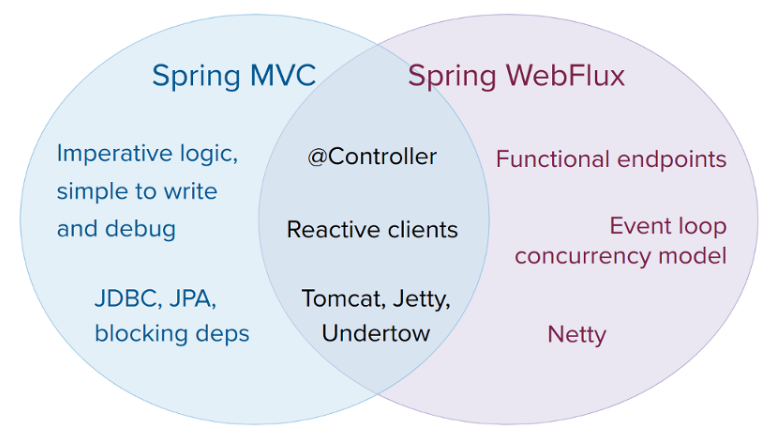 Spring MVC
Spring WebFlux
Imperative logic,
simple to write
and debug
JDBC, JPA,
blocking deps
@Controller
Reactive clients
Tomcat, Jetty,
Undertow
Functional endpoints
Event loop
concurrency model
Netty